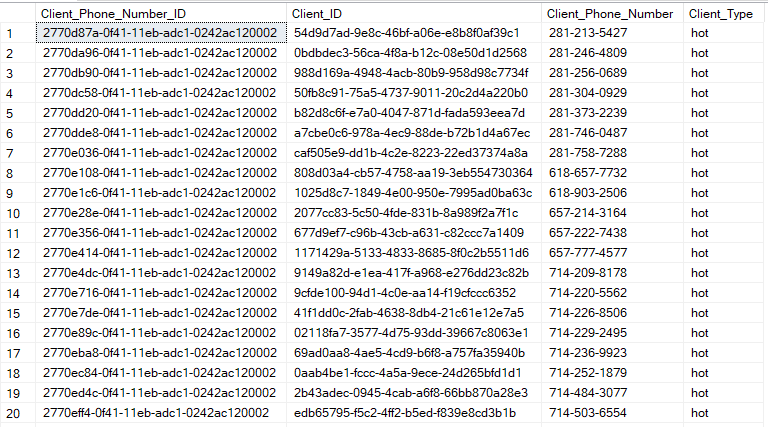 Client_Phone_Number_ID Client_ID Client_Phone_Number Client_Type
1 2770d87a-0f41-11eb-adc1-0242ac120002 54d9d7ad-9e8c-46bf-a06e-e8b8f0af39c1 281-213-5427 hot
2 2770da96-0f41-11eb-adc1-0242ac120002 0bdbdec3-56ca-4f8a-b12c-08e50d1d2568 281-246-4809 hot
3 2770db90-0f41-11eb-adc1-0242ac120002 988d169a-4948-4acb-80b9-958d98c7734f 281-256-0689 hot
4 2770dc58-0f41-11eb-adc1-0242ac120002 50fb8c91-75a5-4737-9011-20c2d4a220b0 281-304-0929 hot
5 2770dd20-0f41-11eb-adc1-0242ac120002 b82d8c6f-e7a0-4047-871d-fada593eea7d 281-373-2239 hot
6 2770dde8-0f41-11eb-adc1-0242ac120002 a7cbe0c6-978a-4ec9-88de-b72b1d4a67ec 281-746-0487 hot
7 2770e036-0f41-11eb-adc1-0242ac120002 caf505e9-dd1b-4c2e-8223-22ed37374a8a 281-758-7288 hot
8 2770e108-0f41-11eb-adc1-0242ac120002 808d03a4-cb57-4758-aa19-3eb554730364 618-657-7732 hot
9 2770e1c6-0f41-11eb-adc1-0242ac120002 1025d8c7-1849-4e00-950e-7995ad0ba63c 618-903-2506 hot
10 2770e28e-0f41-11eb-adc1-0242ac120002 2077cc83-5c50-4fde-831b-8a989f2a7f1c 657-214-3164 hot
11 2770e356-0f41-11eb-adc1-0242ac120002 677d9ef7-c96b-43cb-a631-c82ccc7a1409 657-222-7438 hot
12 2770e414-0f41-11eb-adc1-0242ac120002 1171429a-5133-4833-8685-8f0c2b5511d6 657-777-4577 hot
13 2770e4dc-0f41-11eb-adc1-0242ac120002 9149a82d-e1ea-417f-a968-e276dd23c82b 714-209-8178 hot
14 2770e716-0f41-11eb-adc1-0242ac120002 9cfde100-94d1-4c0e-aa14-f19cfccc6352 714-220-5562 hot
15 2770e7de-0f41-11eb-adc1-0242ac120002 41f1dd0c-2fab-4638-8db4-21c61e12e7a5 714-226-8506 hot
16 2770e89c-0f41-11eb-adc1-0242ac120002 02118fa7-3577-4d75-93dd-39667c8063e1 714-229-2495 hot
17 2770eba8-0f41-11eb-adc1-0242ac120002 69ad0aa8-4ae5-4cd9-b6f8-a757fa35940b 714-236-9923 hot
18 2770ec84-0f41-11eb-adc1-0242ac120002 0aab4be1-fccc-4a5a-9ece-24d265bfd1d1 714-252-1879 hot
19 2770ed4c-0f41-11eb-adc1-0242ac120002 2b43adec-0945-4cab-a6f8-66bb870a28e3 714-484-3077 hot
20 2770eff4-0f41-11eb-adc1-0242ac120002 edb65795-f5c2-4ff2-b5ed-f839e8cd3b1b 714-503-6554 hot